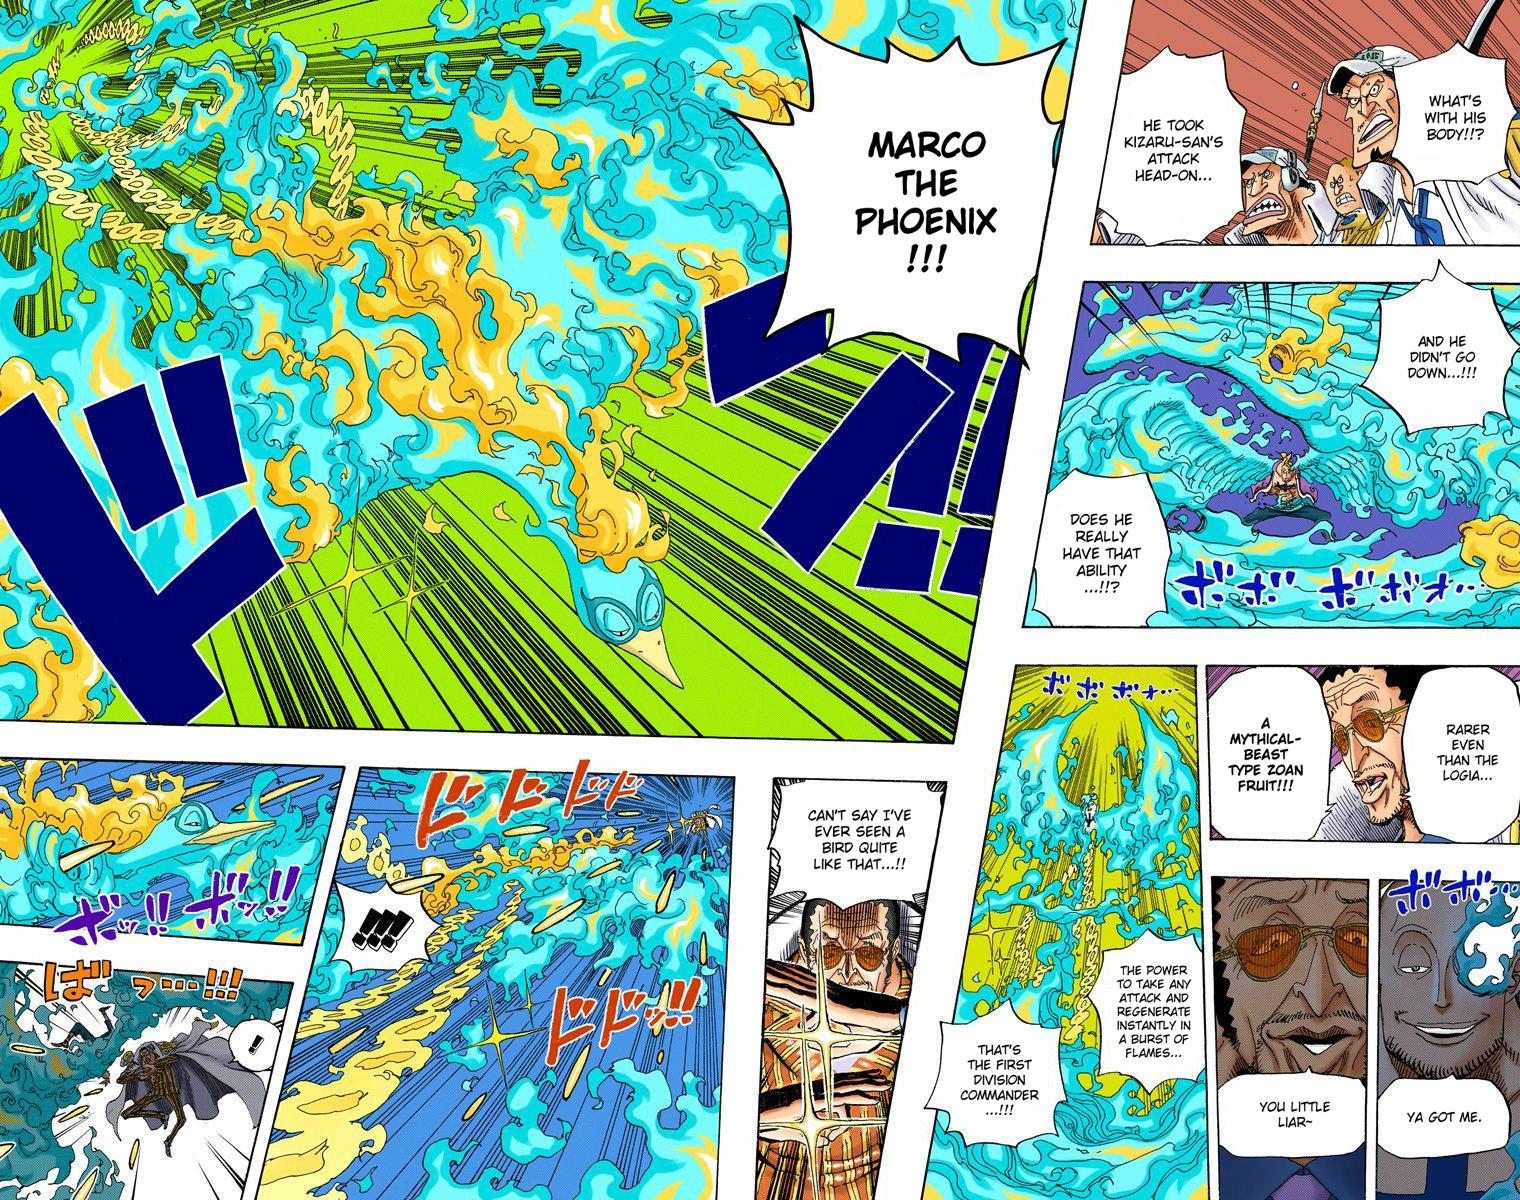 WHAT'S
WITH HIS
BODY!!?
HE TOOK
KIZARU-SAN'S
ATTACK
HEAD-ON...
AND HE
DIDN'T GO
DOWN...!!!
DOES HE
REALLY
HAVE THAT
ABILITY
...!!?
ボボ ボボォ…
RARER
EVEN
THAN THE
LOGIA...
A
MYTHICAL-
BEAST
TYPE ZOAN
FRUIT!!!
ボボ…
YA GOT ME.
YOU LITTLE
LIAR~
ボボボォ…
THE POWER
TO TAKE ANY
ATTACK AND
REGENERATE
INSTANTLY IN
A BURST OF
FLAMES...
THAT'S
THE FIRST
DIVISION
COMMANDER
...!!!
MARCO
THE
PHOENIX
!!!
ドン!!
CAN'T SAY I'VE
EVER SEEN A
BIRD QUITE
LIKE THAT...!!
ドドドド
!!!!
ドドッ!!
ボッ!! ボッ!!
ばっ…!!!
!!